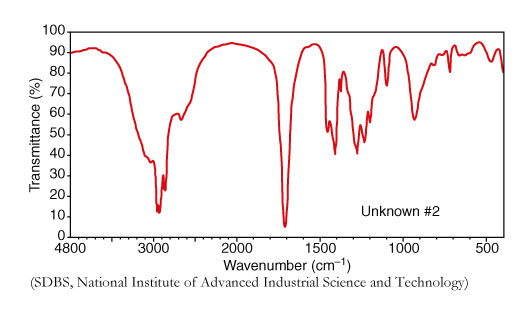 100
90
80
70
60
50
40
30
20
10
0
Transmittance (%)
4800 3000 2000 1500 1000 500
Wavenumber (cm⁻¹)
Unknown #2
(SDBS, National Institute of Advanced Industrial Science and Technology)